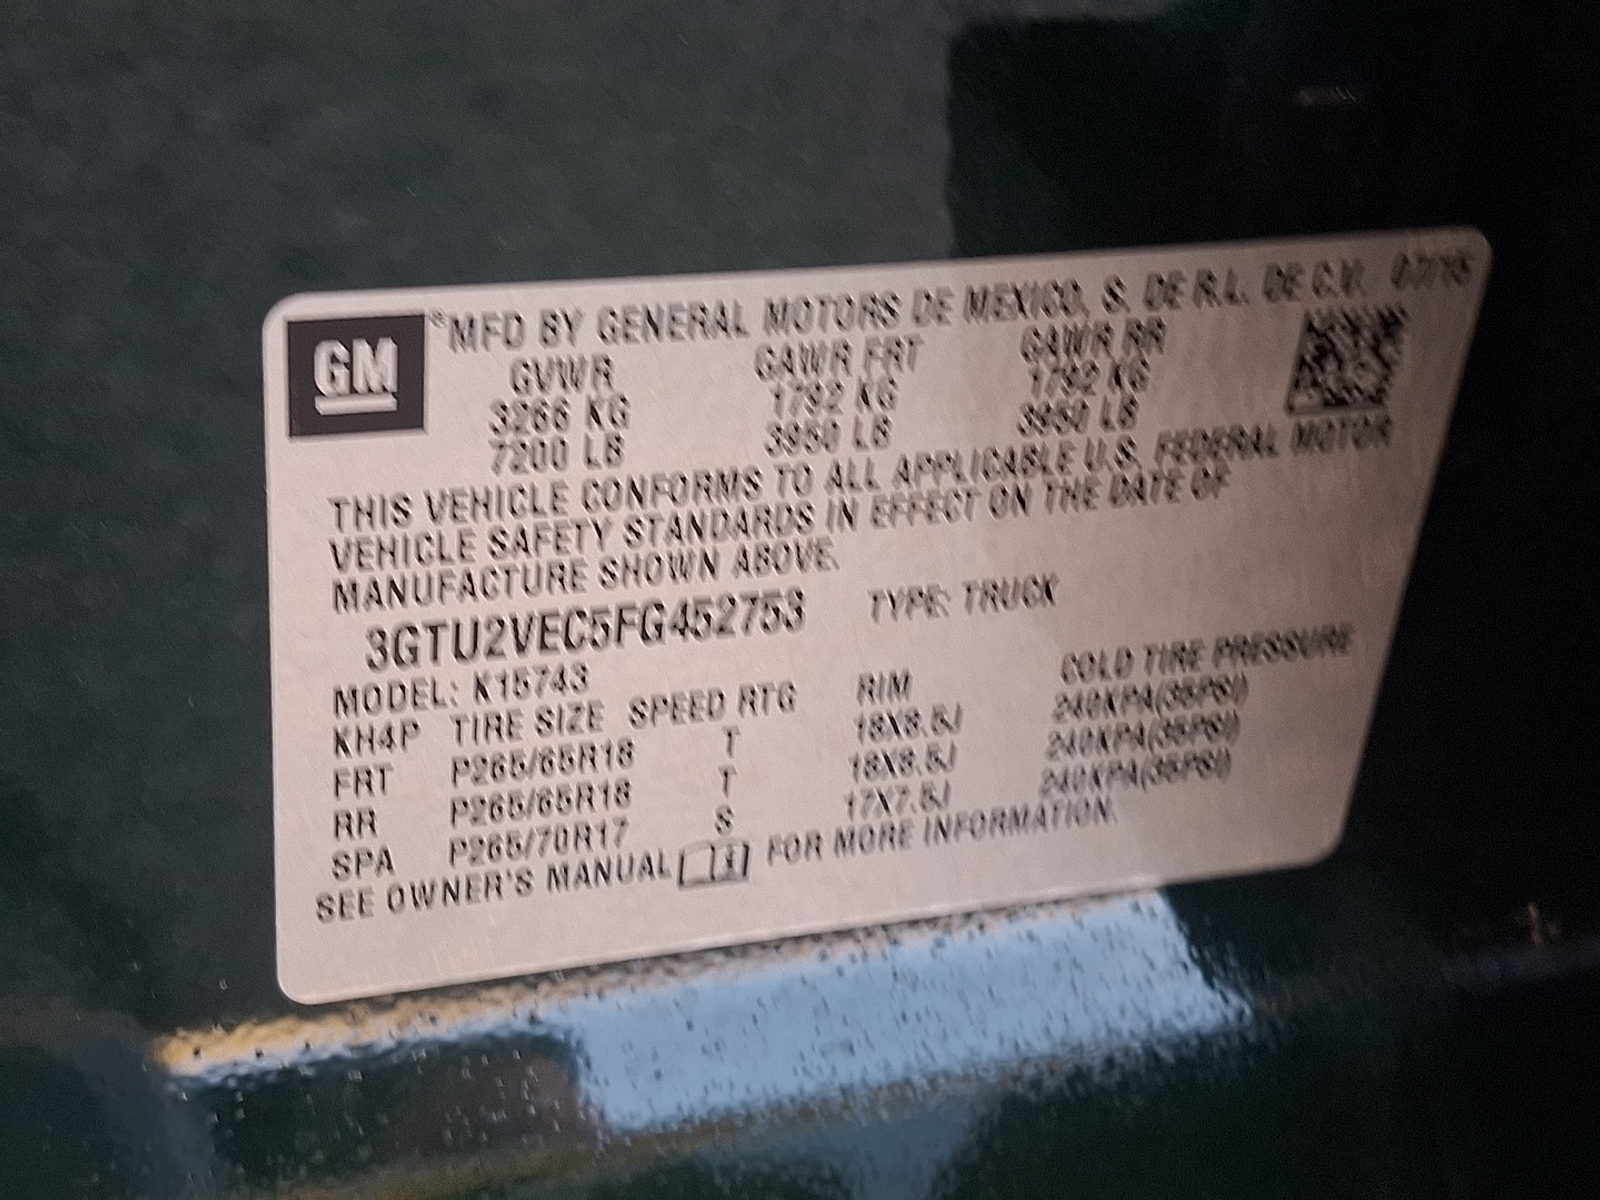 GM
®MFD BY GENERAL MOTORS DE MEXICO, S. DE R.L. DE C.V. 07/15
GVWR GAWR FRT GAWR RR
3266 KG 1792 KG 1792 KG
7200 LB 3950 LB 3950 LB
THIS VEHICLE CONFORMS TO ALL APPLICABLE U.S. FEDERAL MOTOR
VEHICLE SAFETY STANDARDS IN EFFECT ON THE DATE OF
MANUFACTURE SHOWN ABOVE.
3GTU2VEC5FG452753 TYPE: TRUCK
MODEL: K15743
KH4P TIRE SIZE SPEED RTG RIM COLD TIRE PRESSURE
FRT P265/65R18 T 18X8.5J 240KPA(35PSI)
RR P265/65R18 T 18X8.5J 240KPA(35PSI)
SPA P265/70R17 S 17X7.5J 240KPA(35PSI)
SEE OWNER'S MANUAL FOR MORE INFORMATION.